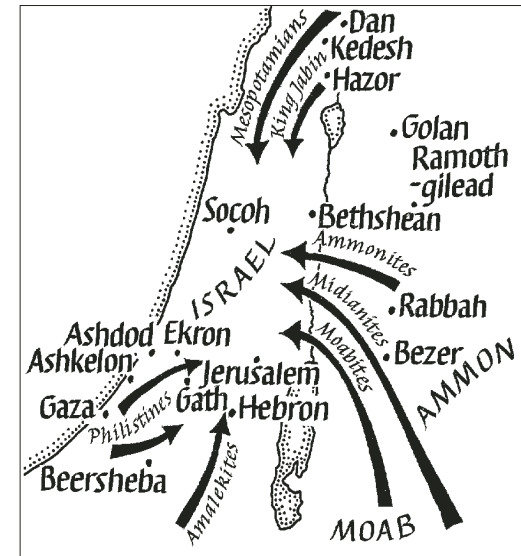 Dan
Kedesh
Hazor
Mesopotamians
King Jabin
Golan
Ramoth
-gilead
Socoh
Bethshean
Ammonites
ISRAEL
Midianites
Rabbah
Moabites
Ashdod
Ekron
Ashkelon
Bezer
AMMON
Jerusalem
Gaza
Gath
Hebron
Philistines
Beersheba
Amalekites
MOAB